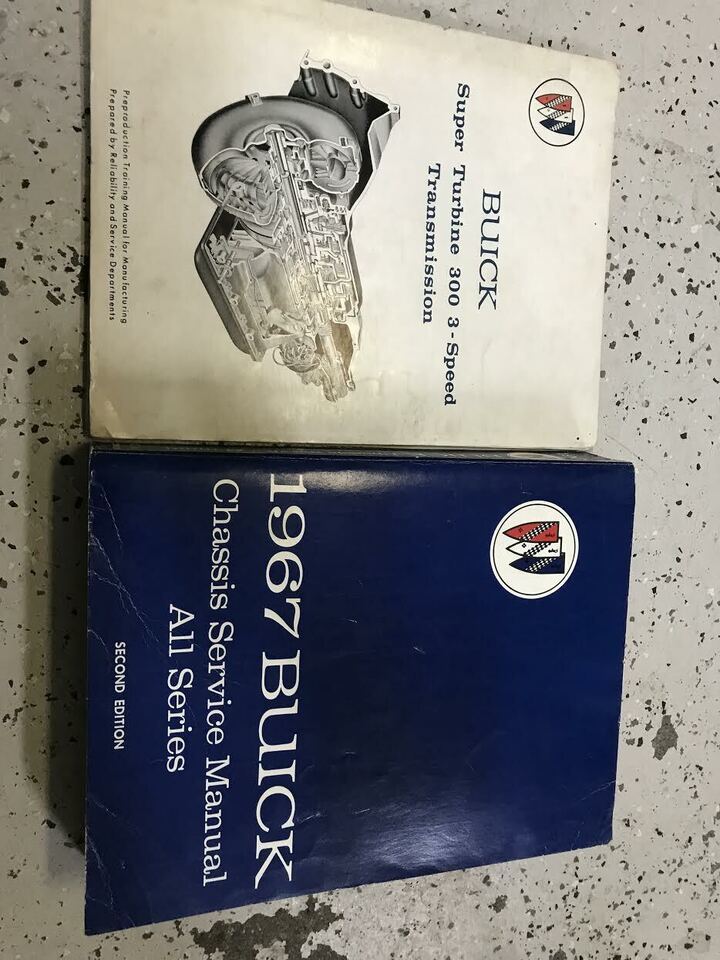 BUICK
Super Turbine 300 3-Speed
Transmission
Preproduction Training Manual for Manufacturing
Prepared by Reliability and Service Departments
1967 BUICK
Chassis Service Manual
All Series
SECOND EDITION